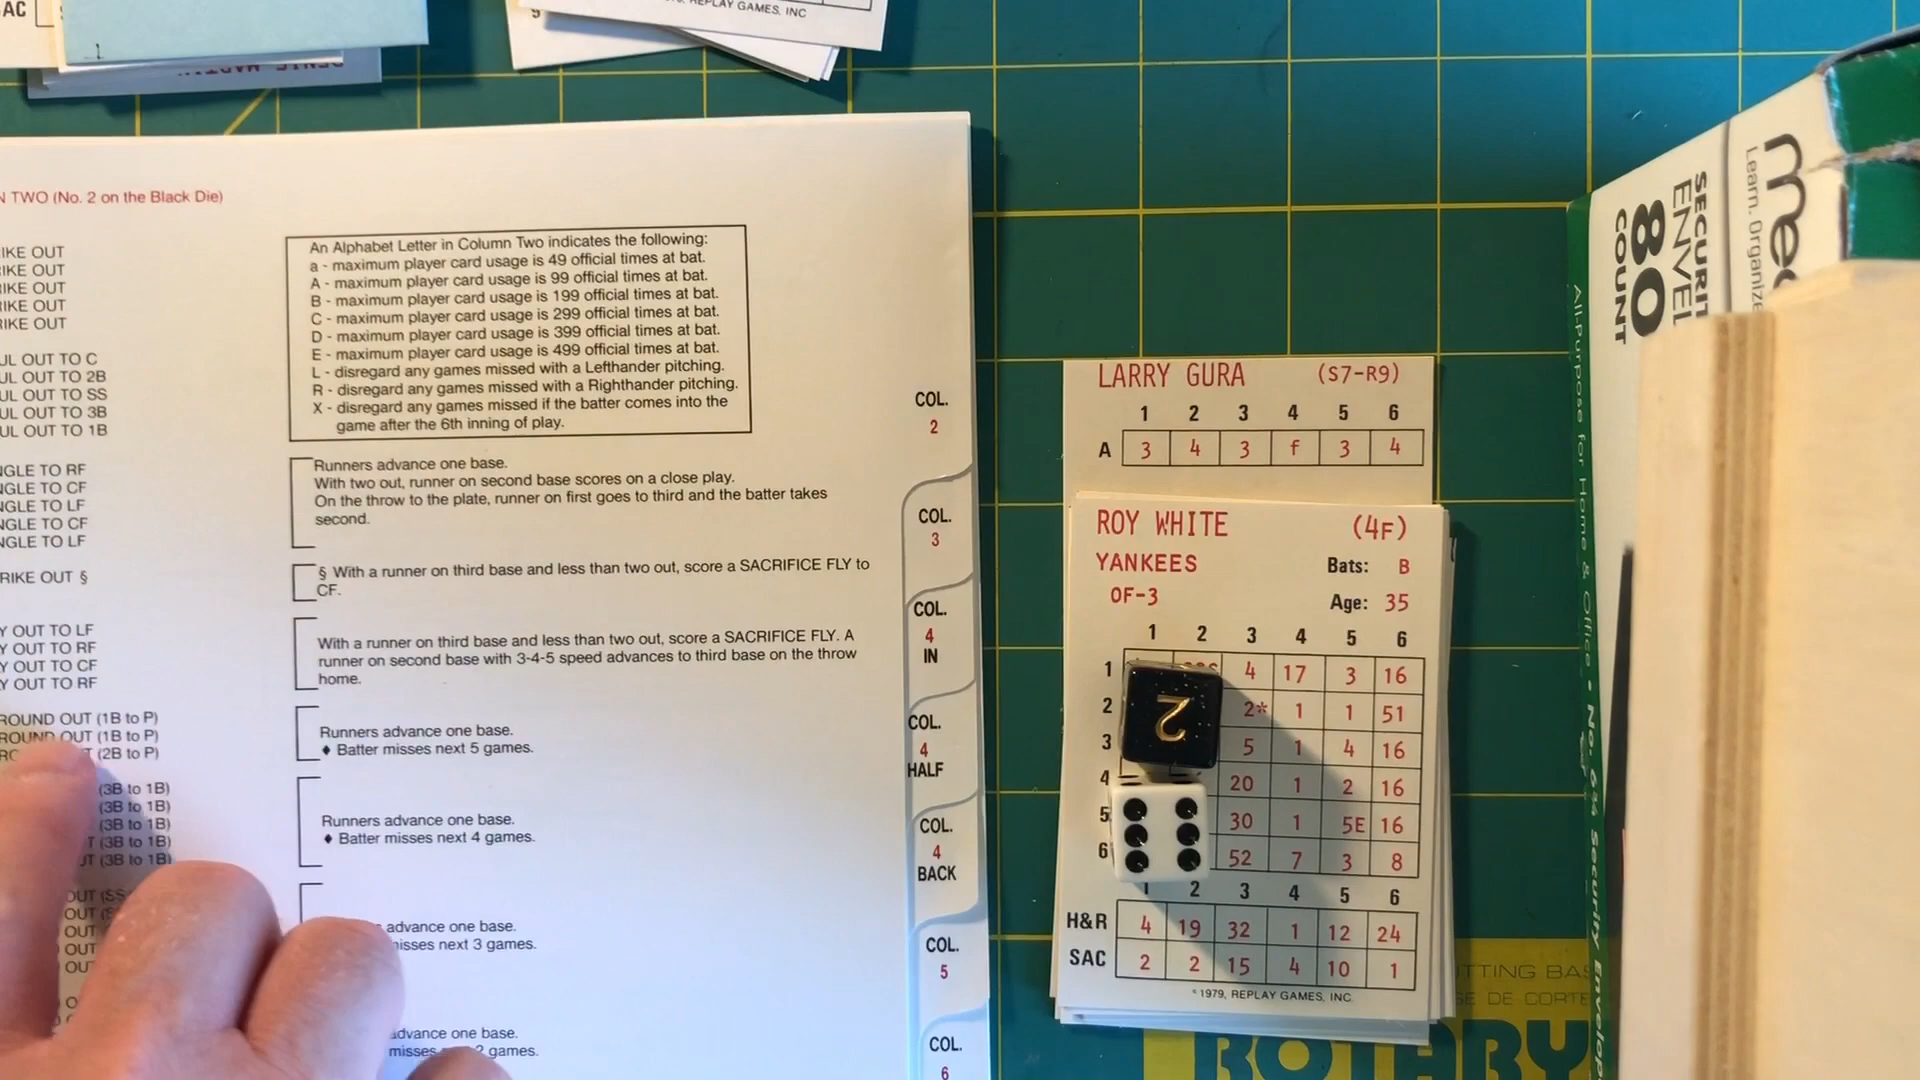 AC
REPLAY GAMES, INC
TWO (No. 2 on the Black Die)
IKE OUT
IKE OUT
IKE OUT
IKE OUT
IKE OUT
UL OUT TO C
UL OUT TO 2B
UL OUT TO SS
UL OUT TO 3B
UL OUT TO 1B
NGLE TO RF
NGLE TO CF
NGLE TO LF
NGLE TO CF
NGLE TO LF
RIKE OUT §
Y OUT TO LF
Y OUT TO RF
Y OUT TO CF
Y OUT TO RF
ROUND OUT (1B to P)
ROUND OUT (1B to P)
(2B to P)
(3B to 1B)
(3B to 1B)
(3B to 1B)
T (3B to 1B)
UT (3B to 1B)
An Alphabet Letter in Column Two indicates the following:
a - maximum player card usage is 49 official times at bat.
A - maximum player card usage is 99 official times at bat.
B - maximum player card usage is 199 official times at bat.
C - maximum player card usage is 299 official times at bat.
D - maximum player card usage is 399 official times at bat.
E - maximum player card usage is 499 official times at bat.
L - disregard any games missed with a Lefthander pitching.
R - disregard any games missed with a Righthander pitching.
X - disregard any games missed if the batter comes into the
game after the 6th inning of play.
Runners advance one base.
With two out, runner on second base scores on a close play.
On the throw to the plate, runner on first goes to third and the batter takes
second.
§ With a runner on third base and less than two out, score a SACRIFICE FLY to
CF.
With a runner on third base and less than two out, score a SACRIFICE FLY. A
runner on second base with 3-4-5 speed advances to third base on the throw
home.
Runners advance one base.
♦ Batter misses next 5 games.
Runners advance one base.
♦ Batter misses next 4 games.
advance one base.
misses next 3 games.
advance one base.
misses games.
COL.
2
COL.
3
COL.
4
IN
COL.
4
HALF
COL.
4
BACK
COL.
5
COL.
6
LARRY GURA (S7-R9)
1 2 3 4 5 6
A 3 4 3 f 3 4
ROY WHITE (4F)
YANKEES Bats: B
OF-3 Age: 35
1 2 3 4 5 6
1 4 17 3 16
2 2* 1 1 51
3 5 1 4 16
4 20 1 2 16
5 30 1 5E 16
6 52 7 3 8
1 2 3 4 5 6
H&R 4 19 32 1 12 24
SAC 2 2 15 4 10 1
© 1979, REPLAY GAMES, INC.
2
TTING BAS
SE DE CORTE
ROTARY
mea
Learn. Organize
SECURIT
ENVEL
80
COUNT
All-Purpose for Home & Office • No. 6¾ Security Envelop